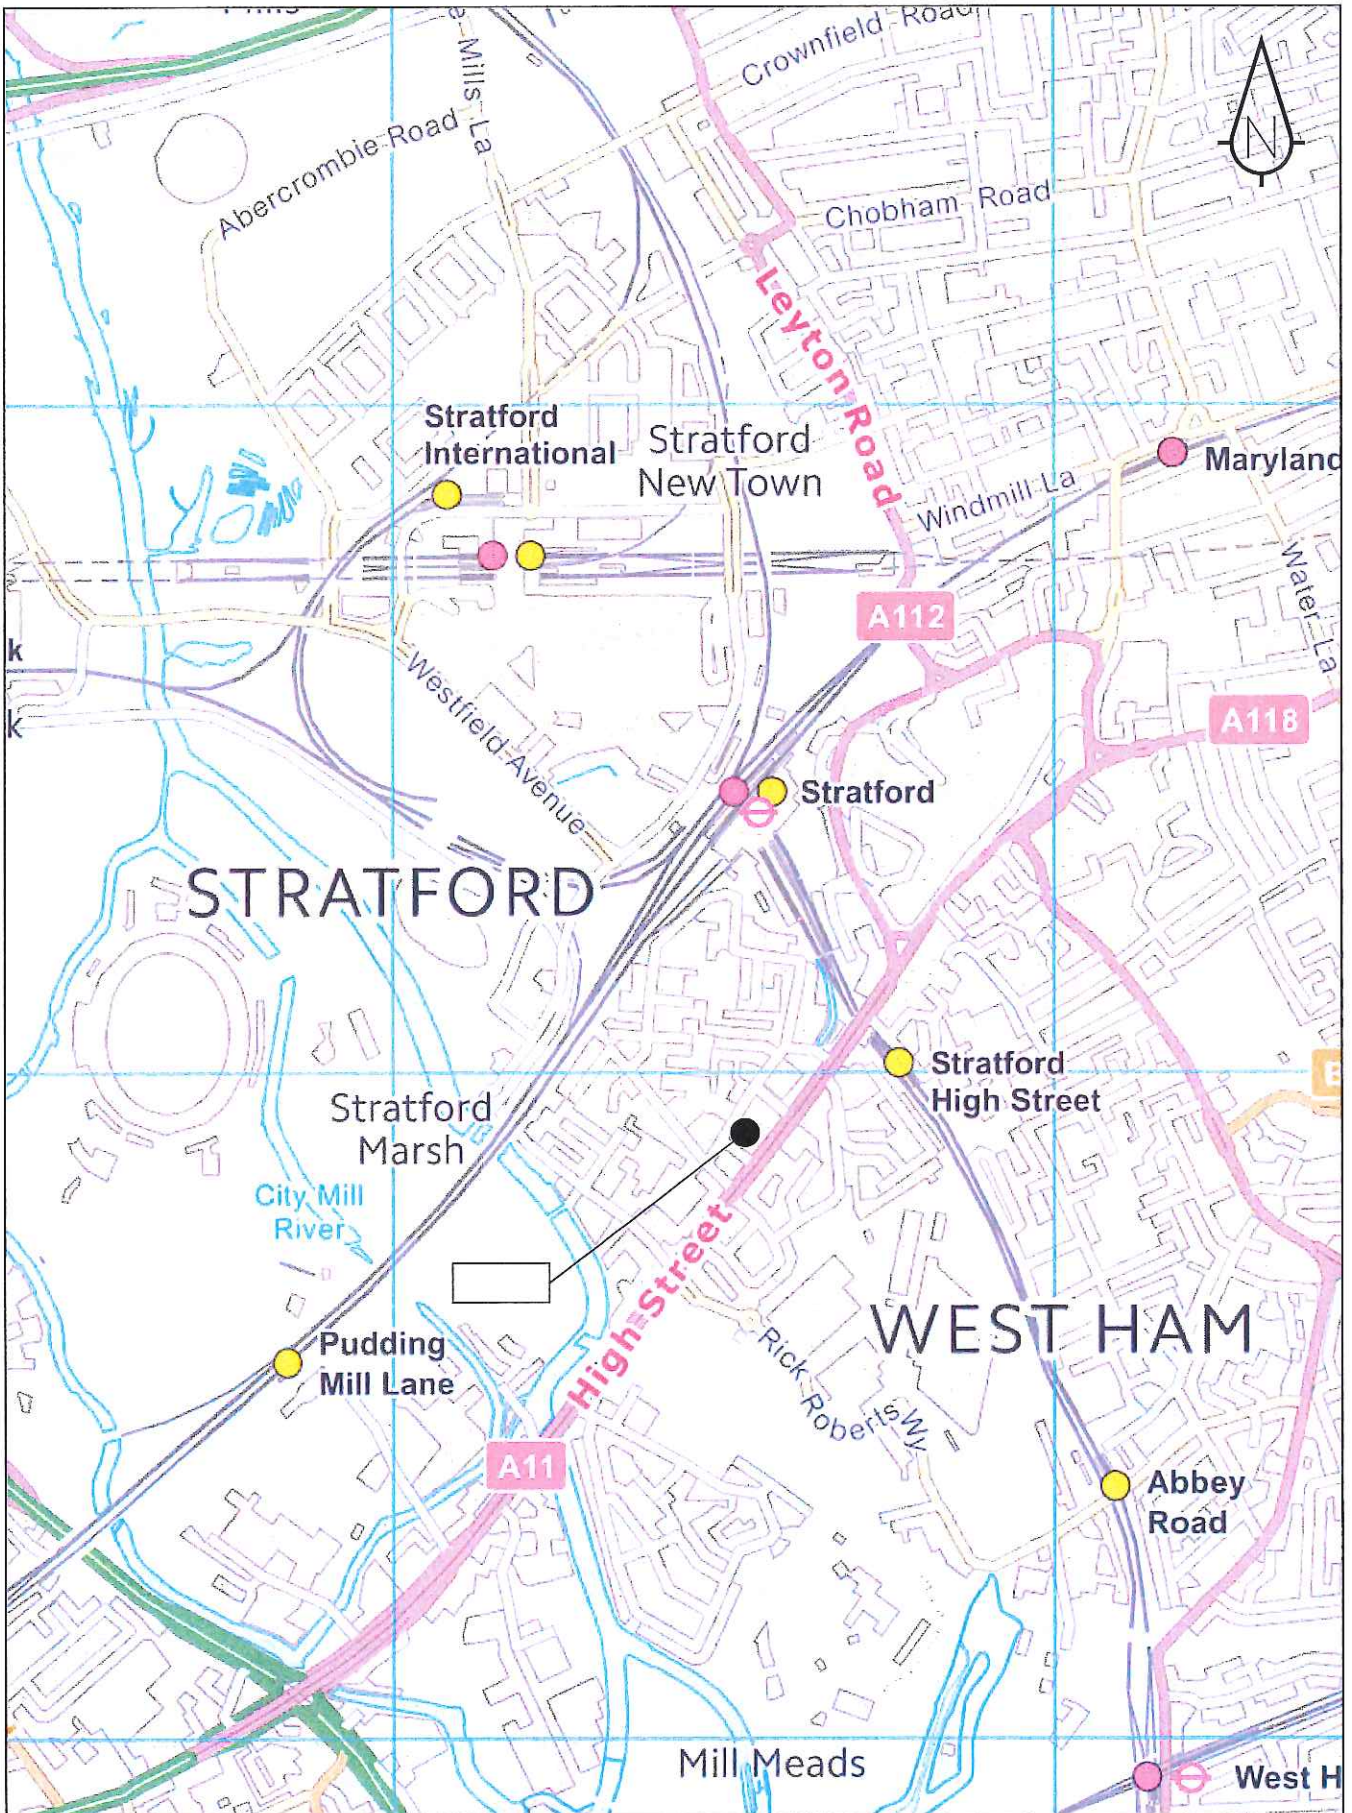 Mills La
Crownfield Road
N
Abercrombie Road
Chobham Road
Leyton Road
Stratford
International
Stratford
New Town
Maryland
Windmill La
Water La
A112
k
k
Westfield Avenue
A118
Stratford
STRATFORD
Stratford
High Street
Stratford
Marsh
City Mill
River
High Street
WEST HAM
Pudding
Mill Lane
Rick Roberts Wy
A11
Abbey
Road
Mill Meads
West H